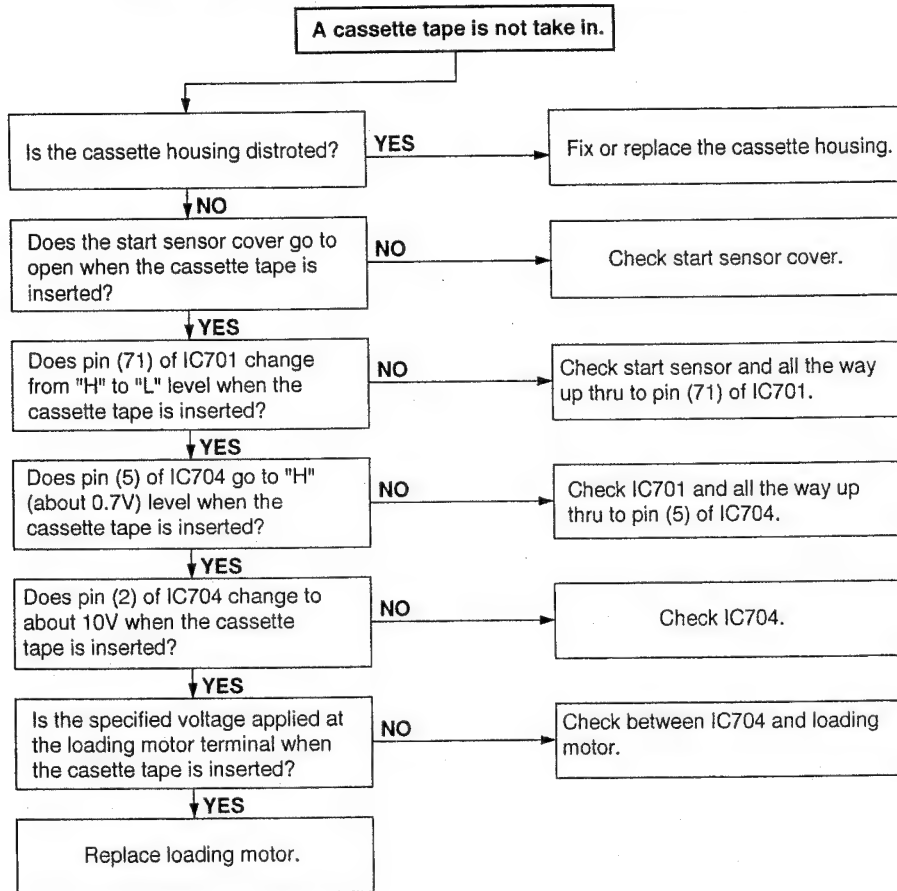 A cassette tape is not take in.
Is the cassette housing distroted?
YES
Fix or replace the cassette housing.
NO
Does the start sensor cover go to
open when the cassette tape is
inserted?
NO
Check start sensor cover.
YES
Does pin (71) of IC701 change
from "H" to "L" level when the
cassette tape is inserted?
NO
Check start sensor and all the way
up thru to pin (71) of IC701.
YES
Does pin (5) of IC704 go to "H"
(about 0.7V) level when the
cassette tape is inserted?
NO
Check IC701 and all the way up
thru to pin (5) of IC704.
YES
Does pin (2) of IC704 change to
about 10V when the cassette
tape is inserted?
NO
Check IC704.
YES
Is the specified voltage applied at
the loading motor terminal when
the casette tape is inserted?
NO
Check between IC704 and loading
motor.
YES
Replace loading motor.